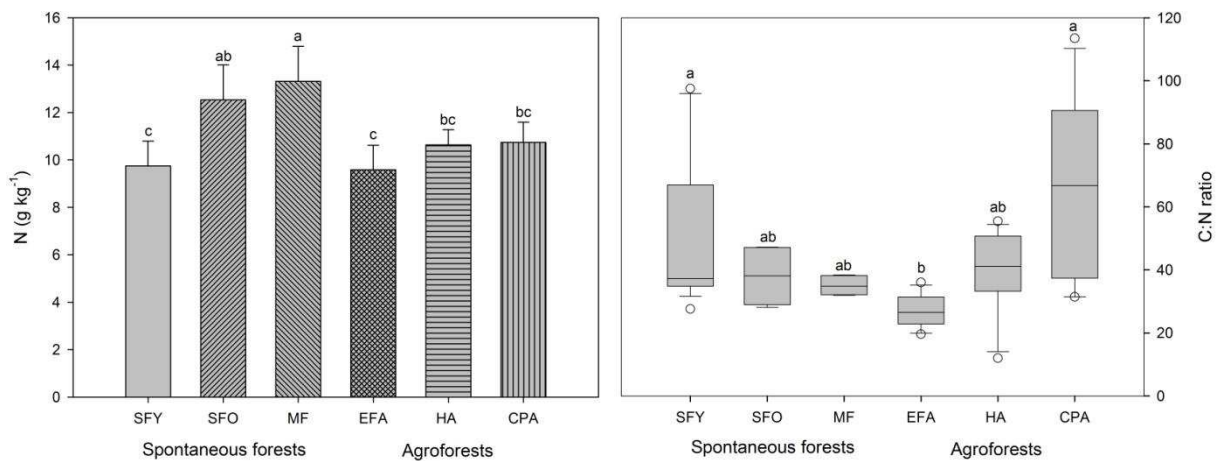 N (g kg-1)
16
14
12
10
8
6
4
2
0
c
ab
a
c
bc
bc
SFY SFO MF EFA HA CPA
Spontaneous forests Agroforests
a
ab
ab
b
ab
a
120
100
80
60
40
20
0
C:N ratio
SFY SFO MF EFA HA CPA
Spontaneous forests Agroforests